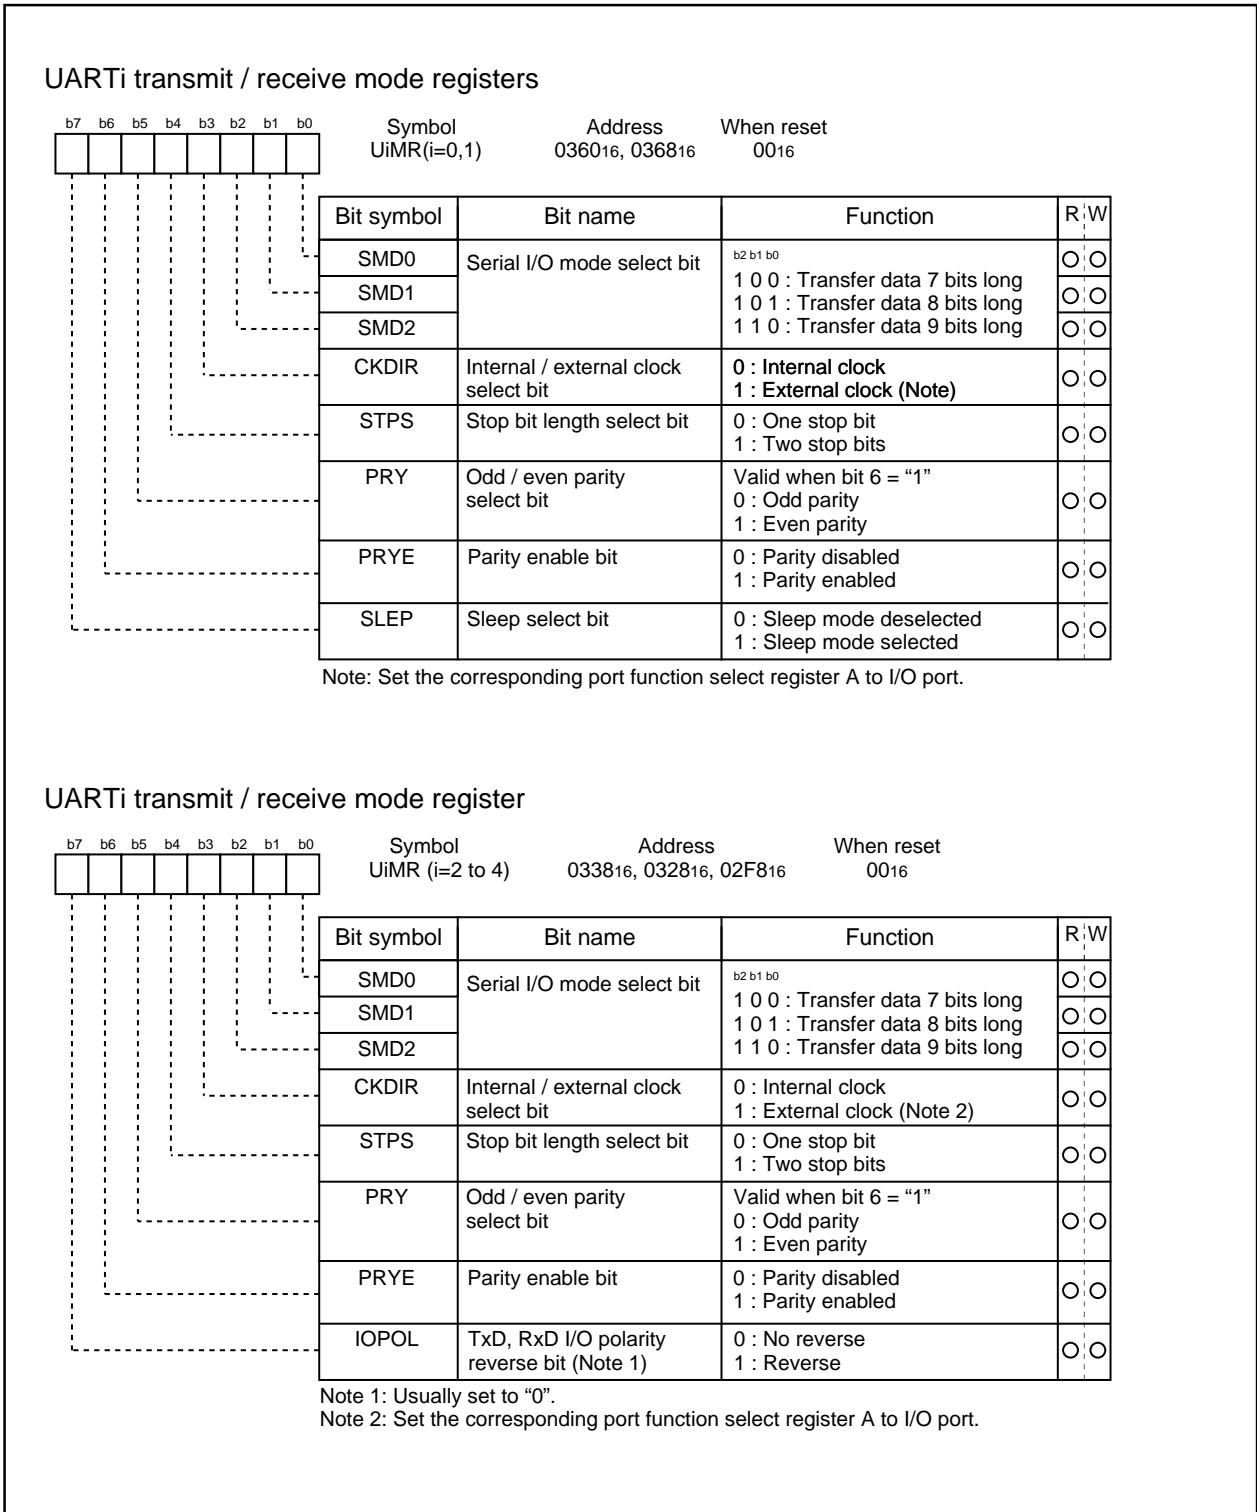 UARTi transmit / receive mode registers
b7 b6 b5 b4 b3 b2 b1 b0
Symbol Address When reset
UiMR(i=0,1) 036016, 036816 0016
Bit symbol Bit name Function R W
SMD0 Serial I/O mode select bit b2 b1 b0
1 0 0 : Transfer data 7 bits long
SMD1 1 0 1 : Transfer data 8 bits long
SMD2 1 1 0 : Transfer data 9 bits long
CKDIR Internal / external clock 0 : Internal clock
select bit 1 : External clock (Note)
STPS Stop bit length select bit 0 : One stop bit
1 : Two stop bits
PRY Odd / even parity Valid when bit 6 = “1”
select bit 0 : Odd parity
1 : Even parity
PRYE Parity enable bit 0 : Parity disabled
1 : Parity enabled
SLEP Sleep select bit 0 : Sleep mode deselected
1 : Sleep mode selected
Note: Set the corresponding port function select register A to I/O port.
UARTi transmit / receive mode register
b7 b6 b5 b4 b3 b2 b1 b0
Symbol Address When reset
UiMR (i=2 to 4) 033816, 032816, 02F816 0016
Bit symbol Bit name Function R W
SMD0 Serial I/O mode select bit b2 b1 b0
1 0 0 : Transfer data 7 bits long
SMD1 1 0 1 : Transfer data 8 bits long
SMD2 1 1 0 : Transfer data 9 bits long
CKDIR Internal / external clock 0 : Internal clock
select bit 1 : External clock (Note 2)
STPS Stop bit length select bit 0 : One stop bit
1 : Two stop bits
PRY Odd / even parity Valid when bit 6 = “1”
select bit 0 : Odd parity
1 : Even parity
PRYE Parity enable bit 0 : Parity disabled
1 : Parity enabled
IOPOL TxD, RxD I/O polarity 0 : No reverse
reverse bit (Note 1) 1 : Reverse
Note 1: Usually set to “0”.
Note 2: Set the corresponding port function select register A to I/O port.